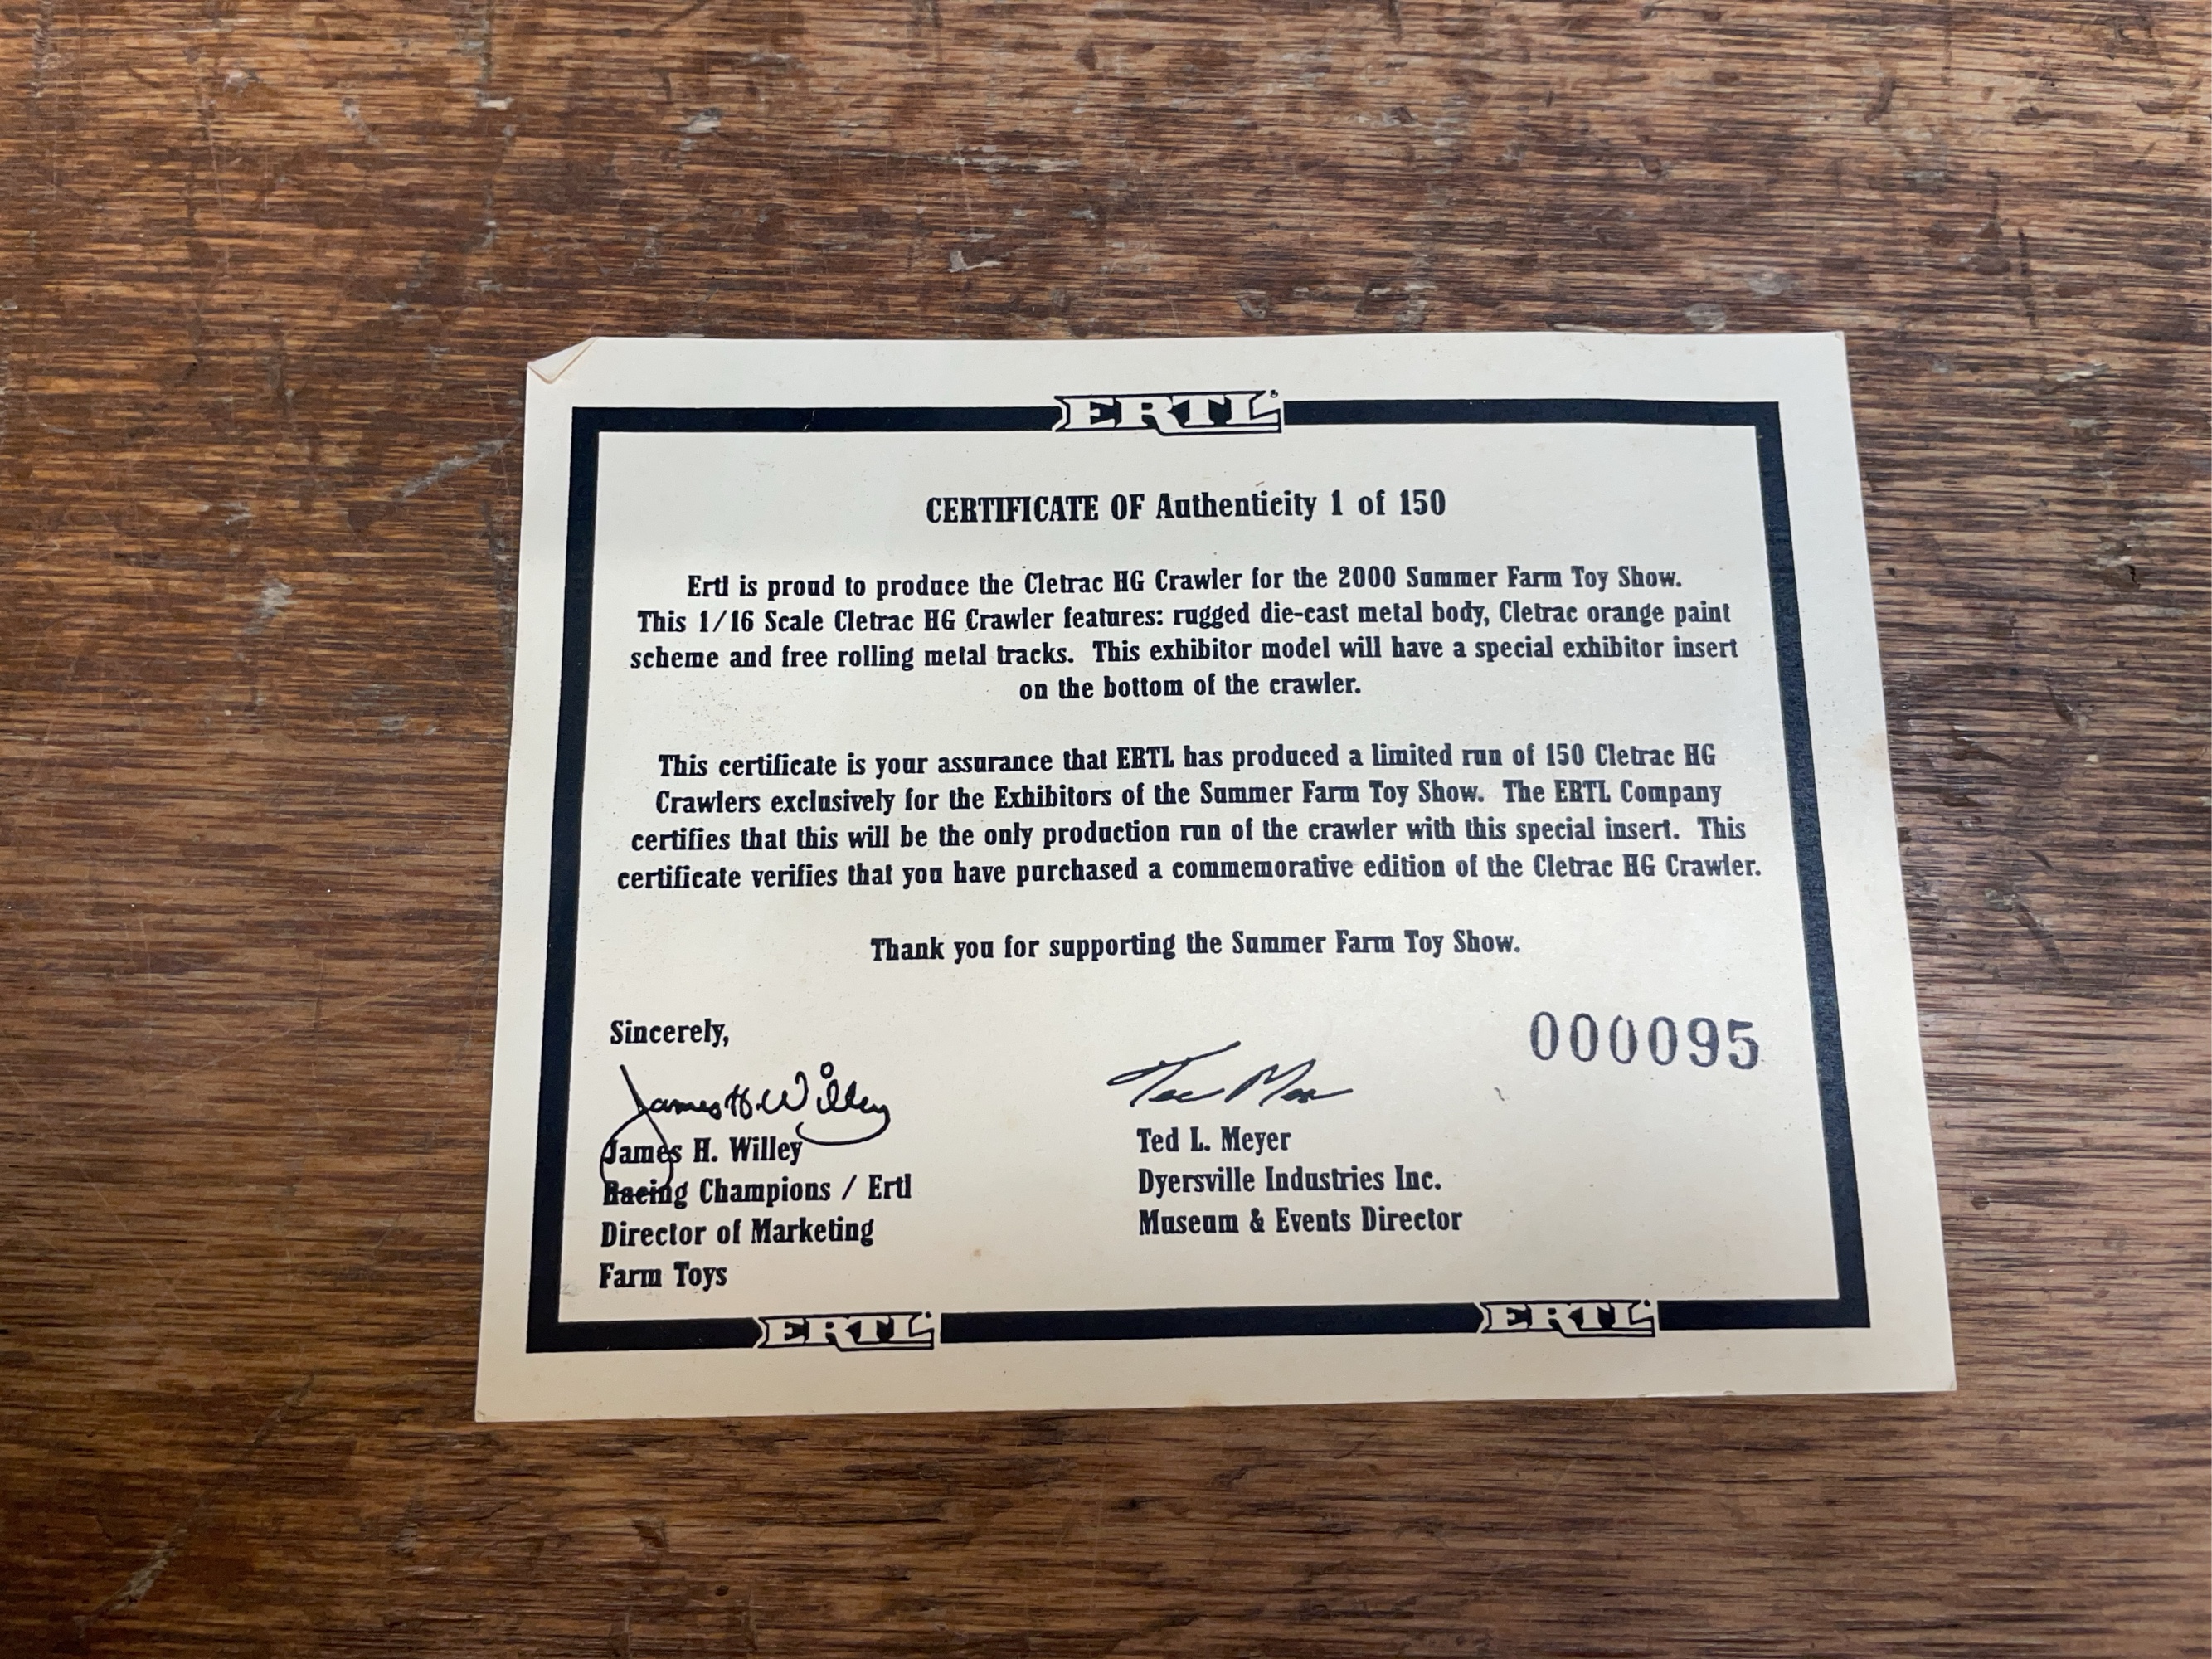 ERTL
CERTIFICATE OF Authenticity 1 of 150
Ertl is proud to produce the Cletrac HG Crawler for the 2000 Summer Farm Toy Show.
This 1/16 Scale Cletrac HG Crawler features: rugged die-cast metal body, Cletrac orange paint
scheme and free rolling metal tracks. This exhibitor model will have a special exhibitor insert
on the bottom of the crawler.
This certificate is your assurance that ERTL has produced a limited run of 150 Cletrac HG
Crawlers exclusively for the Exhibitors of the Summer Farm Toy Show. The ERTL Company
certifies that this will be the only production run of the crawler with this special insert. This
certificate verifies that you have purchased a commemorative edition of the Cletrac HG Crawler.
Thank you for supporting the Summer Farm Toy Show.
000095
Sincerely,
James H. Willey
James H. Willey
Racing Champions / Ertl
Director of Marketing
Farm Toys
Ted L. Meyer
Dyersville Industries Inc.
Museum & Events Director
ERTL
ERTL